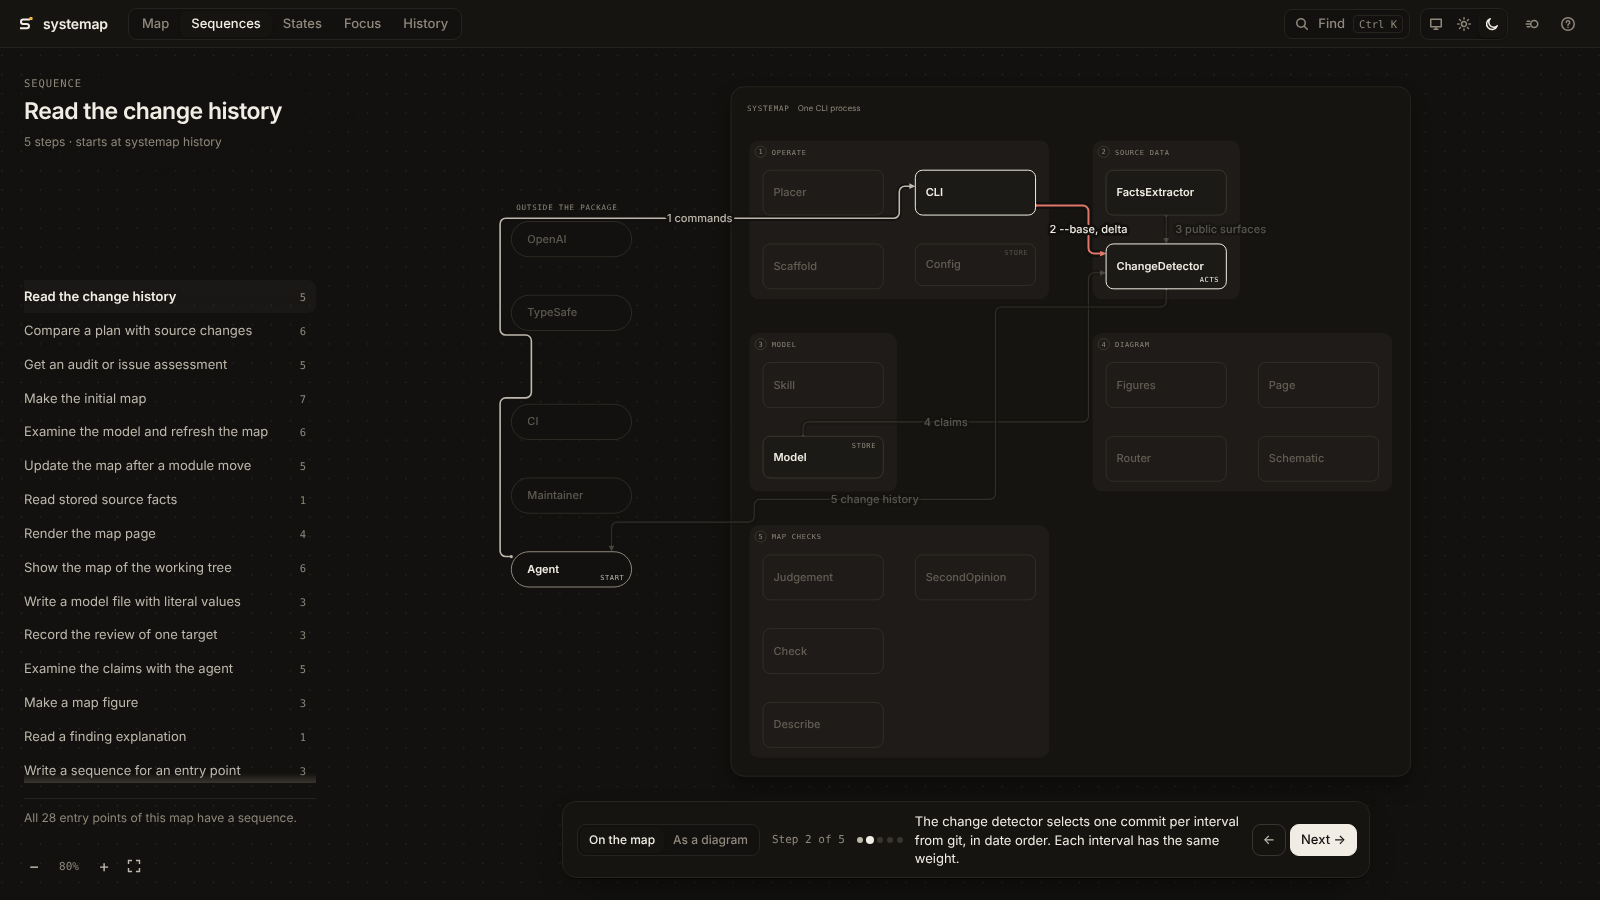 systemap
Map
Sequences
States
Focus
History
Find
Ctrl K
SEQUENCE
Read the change history
5 steps · starts at systemap history
Read the change history 5
Compare a plan with source changes 6
Get an audit or issue assessment 5
Make the initial map 7
Examine the model and refresh the map 6
Update the map after a module move 5
Read stored source facts 1
Render the map page 4
Show the map of the working tree 6
Write a model file with literal values 3
Record the review of one target 3
Examine the claims with the agent 5
Make a map figure 3
Read a finding explanation 1
Write a sequence for an entry point 3
All 28 entry points of this map have a sequence.
− 80% +
OUTSIDE THE PACKAGE
OpenAI
TypeSafe
CI
Maintainer
Agent
START
SYSTEMAP One CLI process
1 OPERATE
Placer
CLI
Scaffold
Config
STORE
2 SOURCE DATA
FactsExtractor
ChangeDetector
ACTS
1 commands
2 --base, delta
3 public surfaces
3 MODEL
Skill
Model
STORE
4 claims
5 change history
4 DIAGRAM
Figures
Page
Router
Schematic
5 MAP CHECKS
Judgement
SecondOpinion
Check
Describe
On the map
As a diagram
Step 2 of 5
The change detector selects one commit per interval
from git, in date order. Each interval has the same
weight.
←
Next →